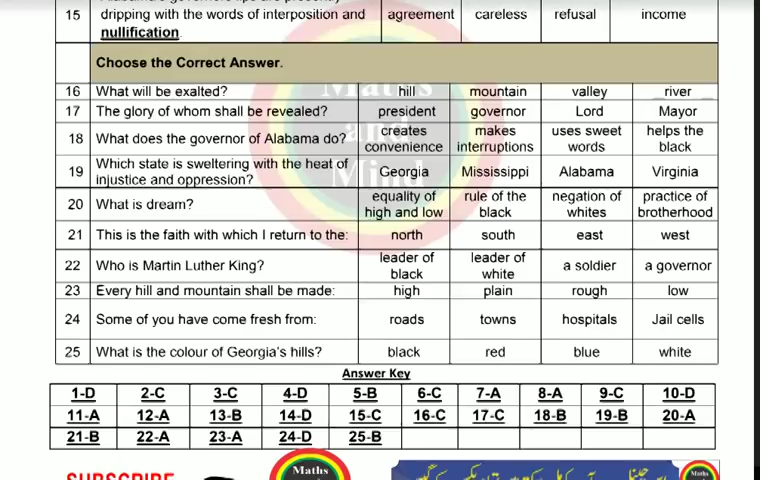 15 dripping with the words of interposition and nullification. agreement careless refusal income
Choose the Correct Answer.
16 What will be exalted? hill mountain valley river
17 The glory of whom shall be revealed? president governor Lord Mayor
18 What does the governor of Alabama do? creates convenience makes interruptions uses sweet words helps the black
19 Which state is sweltering with the heat of injustice and oppression? Georgia Mississippi Alabama Virginia
20 What is dream? equality of high and low rule of the black negation of whites practice of brotherhood
21 This is the faith with which I return to the: north south east west
22 Who is Martin Luther King? leader of black leader of white a soldier a governor
23 Every hill and mountain shall be made: high plain rough low
24 Some of you have come fresh from: roads towns hospitals Jail cells
25 What is the colour of Georgia's hills? black red blue white
Answer Key
1-D 2-C 3-C 4-D 5-B 6-C 7-A 8-A 9-C 10-D
11-A 12-A 13-B 14-D 15-C 16-C 17-C 18-B 19-B 20-A
21-B 22-A 23-A 24-D 25-B
SUBSCRIBE
Maths
Maths
Maths and Mind